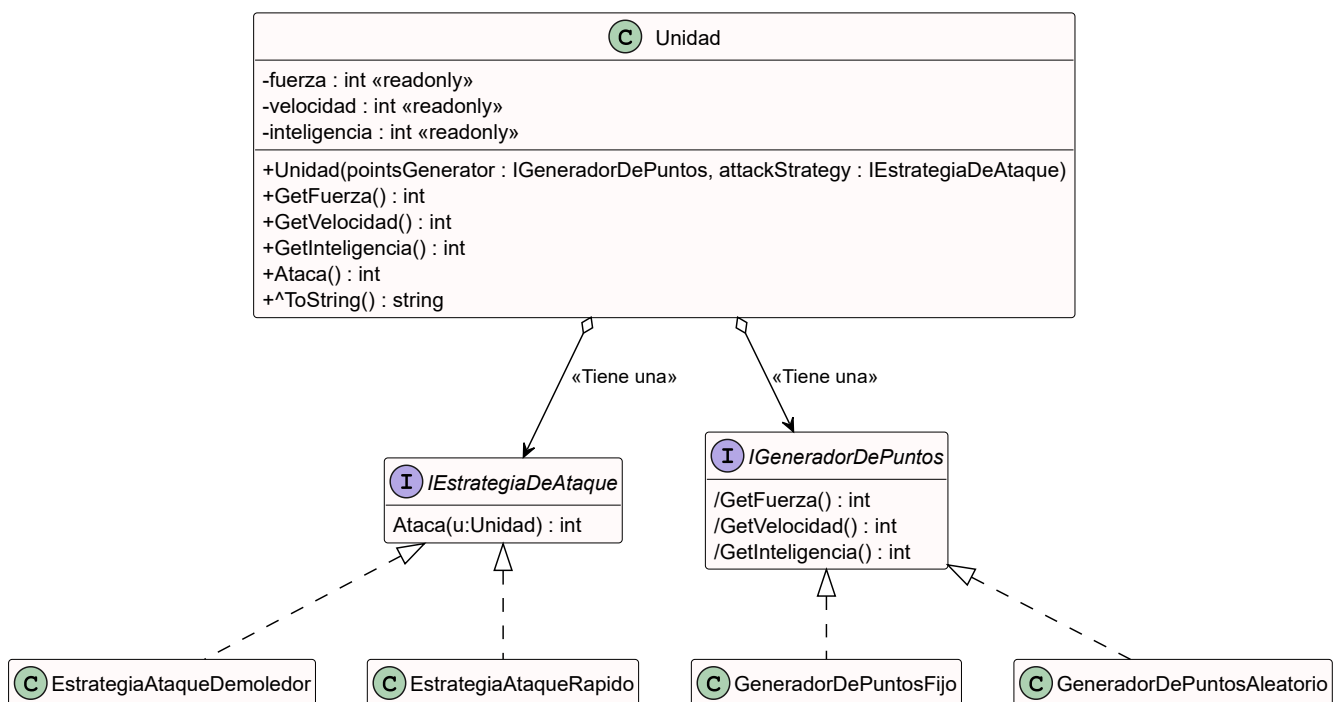 C Unidad
-fuerza : int «readonly»
-velocidad : int «readonly»
-inteligencia : int «readonly»
+Unidad(pointsGenerator : IGeneradorDePuntos, attackStrategy : IEstrategiaDeAtaque)
+GetFuerza() : int
+GetVelocidad() : int
+GetInteligencia() : int
+Ataca() : int
+^ToString() : string
«Tiene una»
«Tiene una»
I IEstrategiaDeAtaque
Ataca(u:Unidad) : int
I IGeneradorDePuntos
/GetFuerza() : int
/GetVelocidad() : int
/GetInteligencia() : int
C EstrategiaAtaqueDemoledor
C EstrategiaAtaqueRapido
C GeneradorDePuntosFijo
C GeneradorDePuntosAleatorio